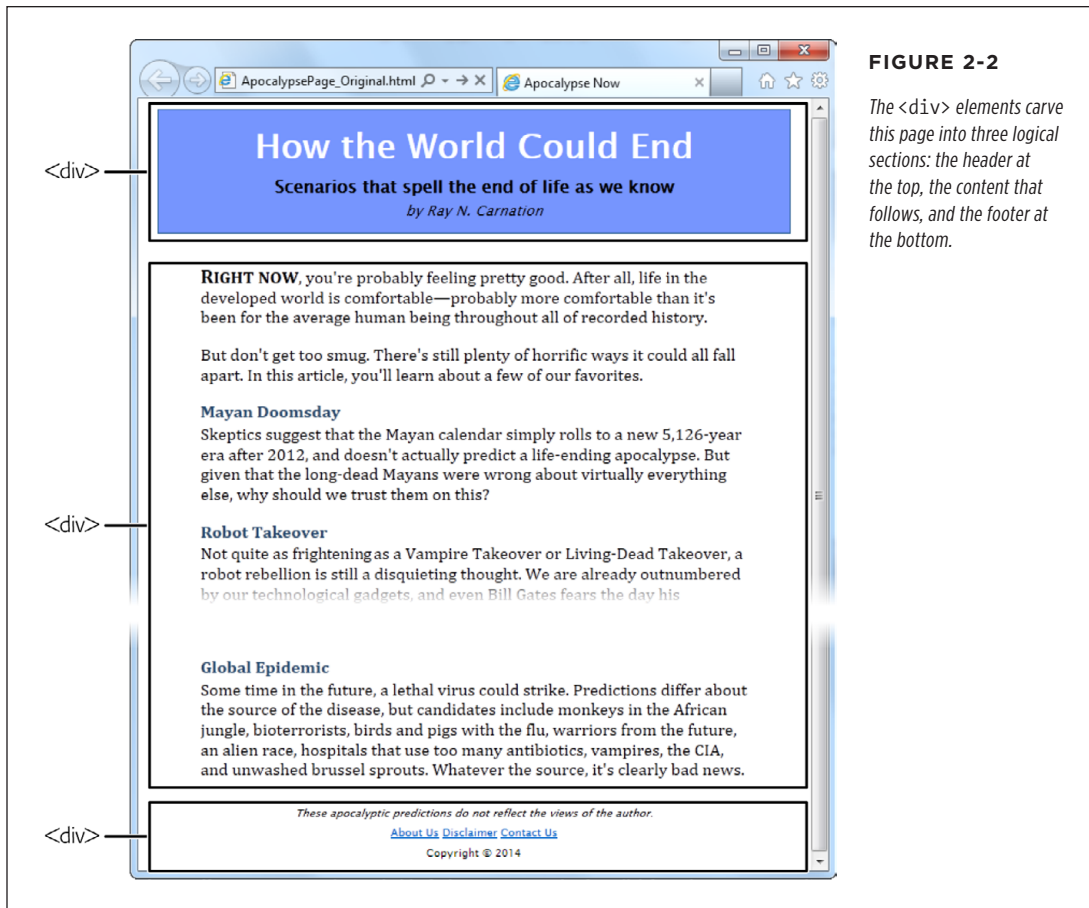 ApocalypsePage_Original.html
Apocalypse Now
FIGURE 2-2
The <div> elements carve
this page into three logical
sections: the header at
the top, the content that
follows, and the footer at
the bottom.
<div>
How the World Could End
Scenarios that spell the end of life as we know
by Ray N. Carnation
<div>
RIGHT NOW, you're probably feeling pretty good. After all, life in the
developed world is comfortable—probably more comfortable than it's
been for the average human being throughout all of recorded history.
But don't get too smug. There's still plenty of horrific ways it could all fall
apart. In this article, you'll learn about a few of our favorites.
Mayan Doomsday
Skeptics suggest that the Mayan calendar simply rolls to a new 5,126-year
era after 2012, and doesn't actually predict a life-ending apocalypse. But
given that the long-dead Mayans were wrong about virtually everything
else, why should we trust them on this?
Robot Takeover
Not quite as frightening as a Vampire Takeover or Living-Dead Takeover, a
robot rebellion is still a disquieting thought. We are already outnumbered
by our technological gadgets, and even Bill Gates fears the day his
Global Epidemic
Some time in the future, a lethal virus could strike. Predictions differ about
the source of the disease, but candidates include monkeys in the African
jungle, bioterrorists, birds and pigs with the flu, warriors from the future,
an alien race, hospitals that use too many antibiotics, vampires, the CIA,
and unwashed brussel sprouts. Whatever the source, it's clearly bad news.
<div>
These apocalyptic predictions do not reflect the views of the author.
About Us Disclaimer Contact Us
Copyright © 2014